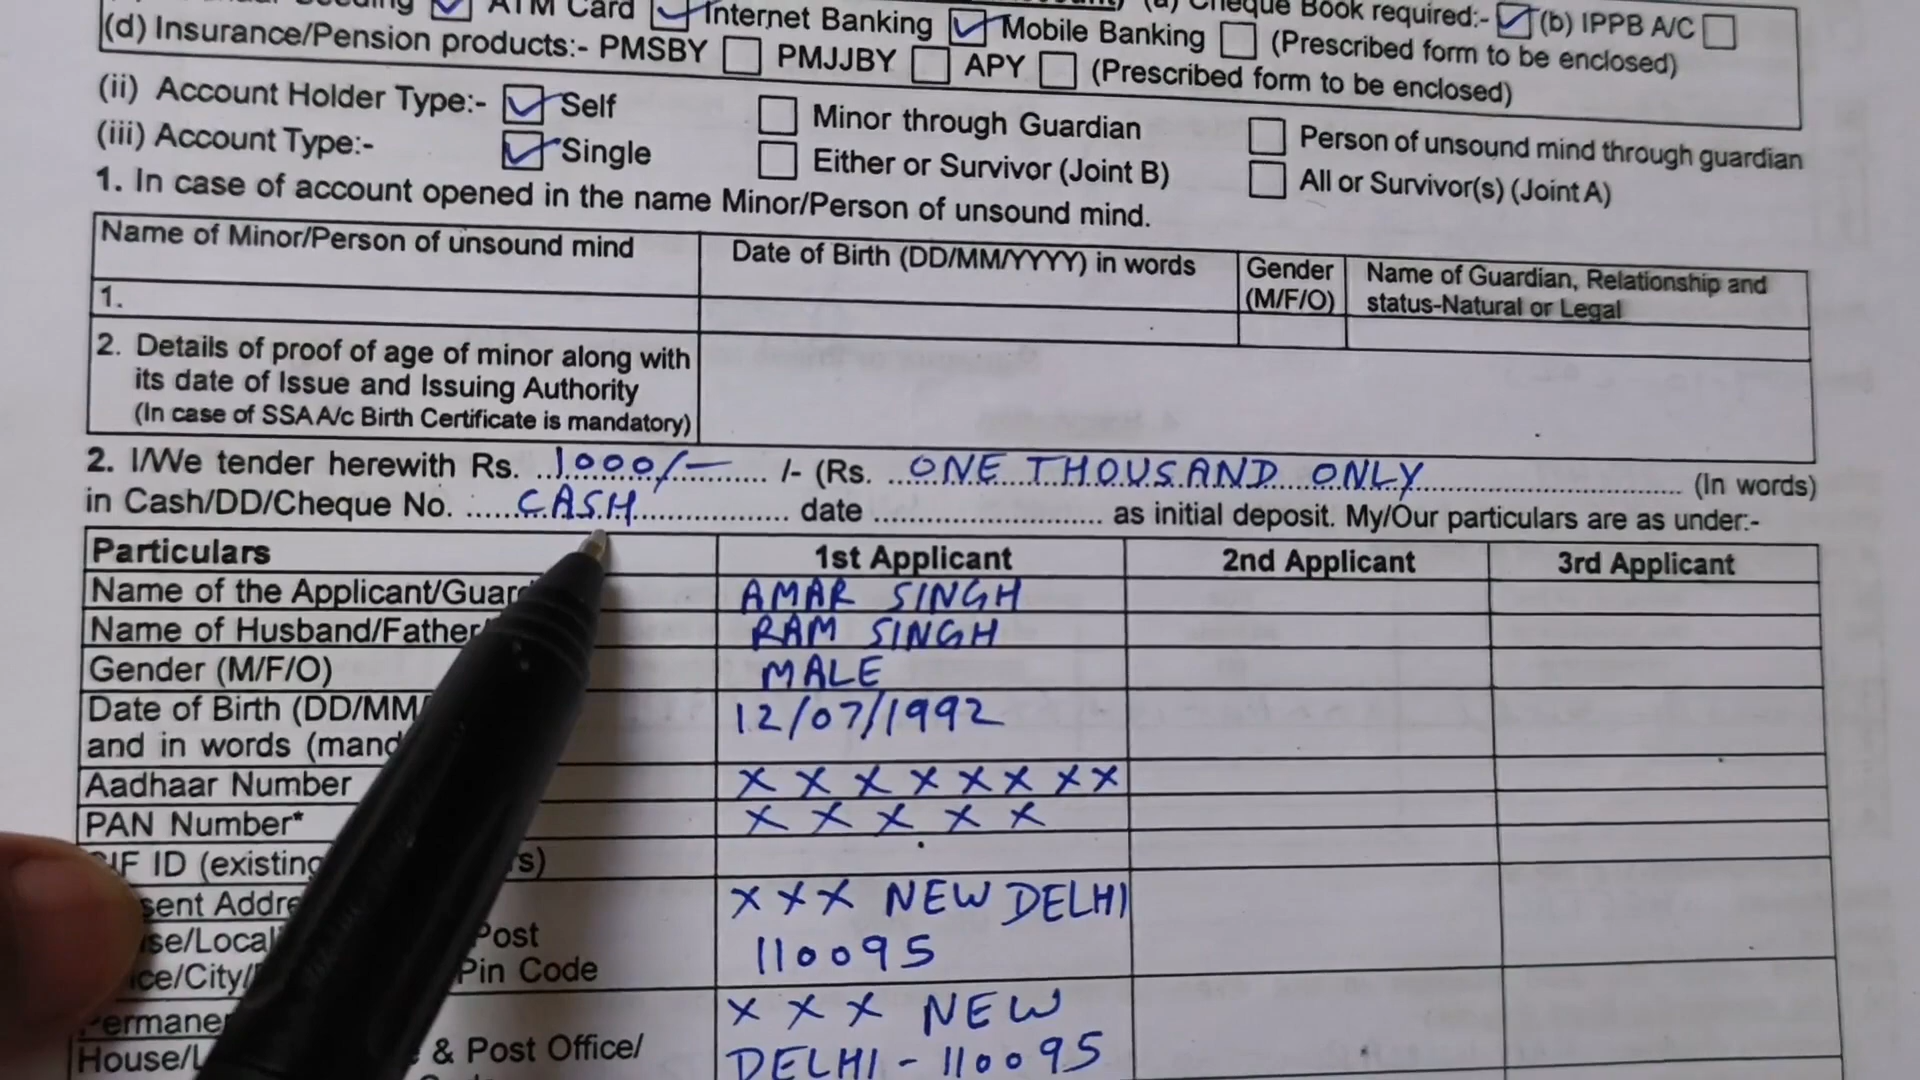 ATM Card Internet Banking Mobile Banking (a) Cheque Book required:- (b) IPPB A/C
(d) Insurance/Pension products:- PMSBY PMJJBY APY (Prescribed form to be enclosed)
(Prescribed form to be enclosed)
(ii) Account Holder Type:- Self Minor through Guardian Person of unsound mind through guardian
(iii) Account Type:- Single Either or Survivor (Joint B) All or Survivor(s) (Joint A)
1. In case of account opened in the name Minor/Person of unsound mind.
Name of Minor/Person of unsound mind Date of Birth (DD/MM/YYYY) in words Gender (M/F/O) Name of Guardian, Relationship and status-Natural or Legal
1.
2. Details of proof of age of minor along with
its date of Issue and Issuing Authority
(In case of SSA A/c Birth Certificate is mandatory)
2. I/We tender herewith Rs. ..1000/-.......... /- (Rs. ...ONE THOUSAND ONLY.................... (In words)
in Cash/DD/Cheque No. ......CASH............... date ......................... as initial deposit. My/Our particulars are as under:-
Particulars 1st Applicant 2nd Applicant 3rd Applicant
Name of the Applicant/Guar AMAR SINGH
Name of Husband/Father RAM SINGH
Gender (M/F/O) MALE
Date of Birth (DD/MM 12/07/1992
and in words (mand
Aadhaar Number X X X X X X X X
PAN Number* X X X X X
IF ID (existing s)
sent Addre X X X NEW DELHI
se/Local Post 110095
ice/City/ Pin Code
Permane X X X NEW
House/L & Post Office/ DELHI - 110095